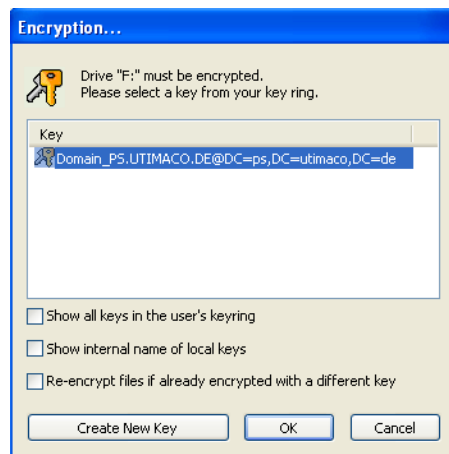 Encryption...
Drive "F:" must be encrypted.
Please select a key from your key ring.
Key
Domain_PS.UTIMACO.DE@DC=ps,DC=utimaco,DC=de
Show all keys in the user's keyring
Show internal name of local keys
Re-encrypt files if already encrypted with a different key
Create New Key OK Cancel